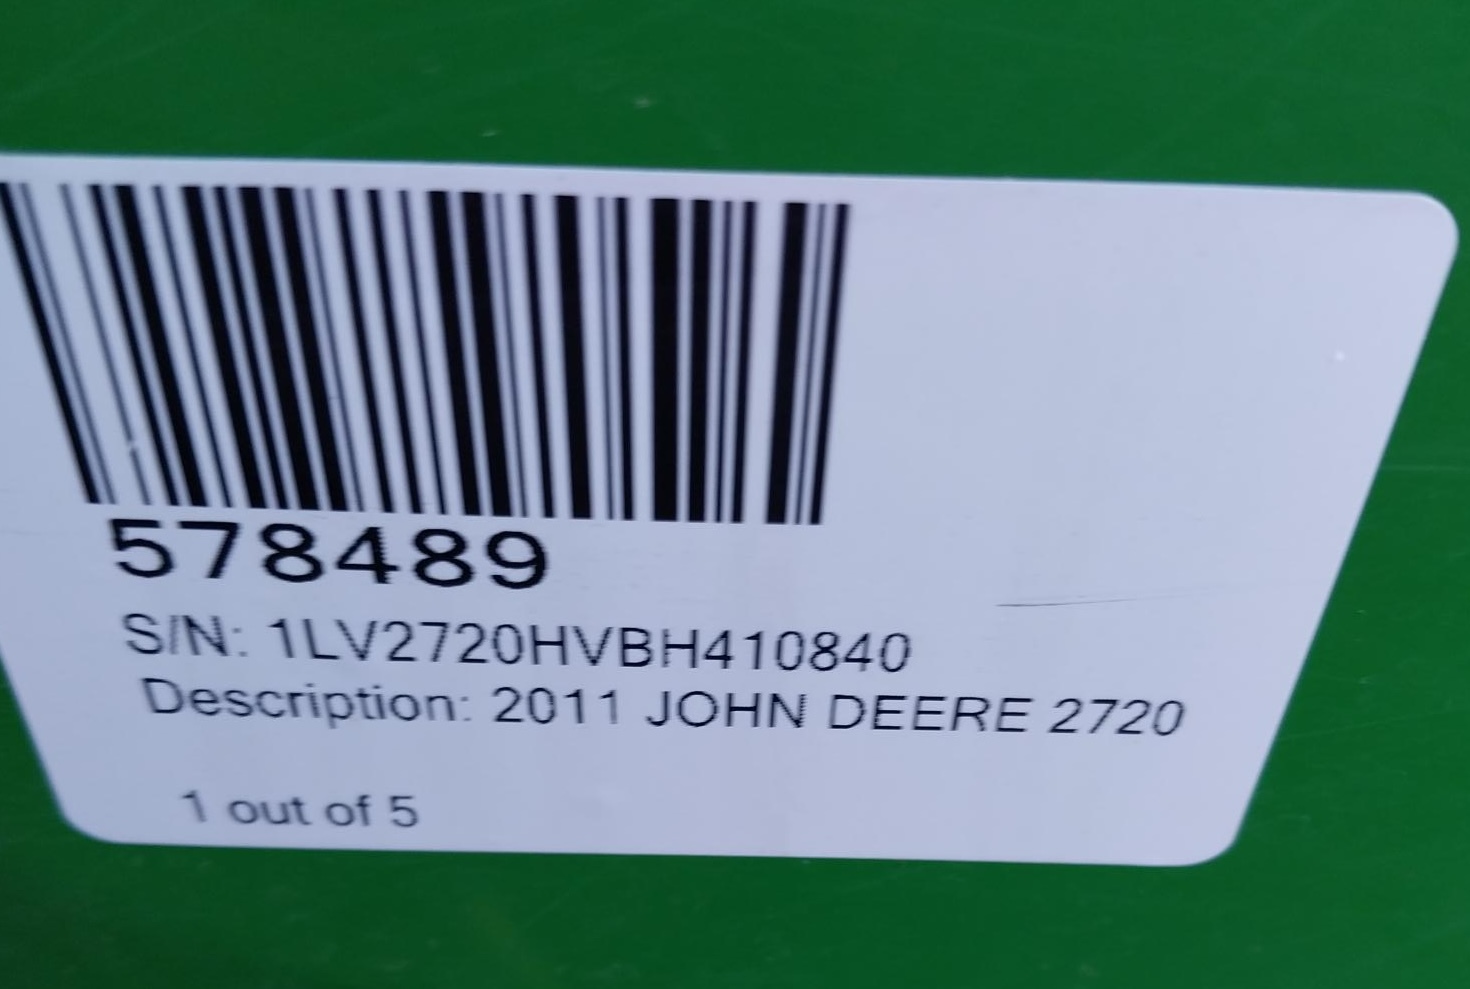 578489
S/N: 1LV2720HVBH410840
Description: 2011 JOHN DEERE 2720
1 out of 5